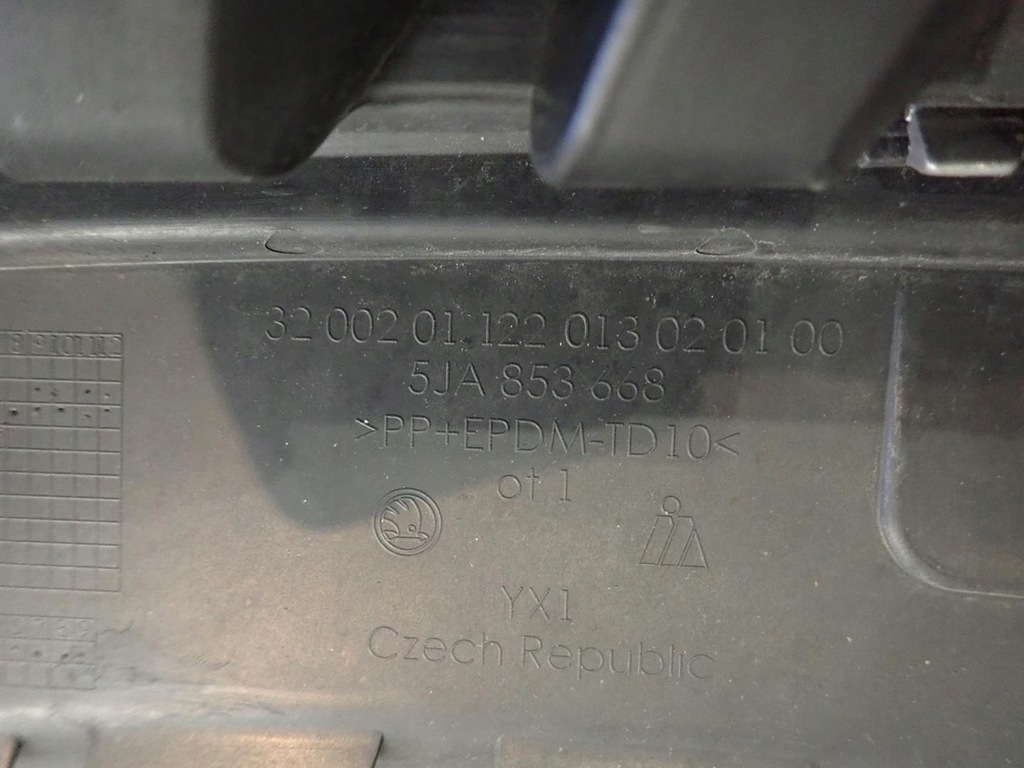 32 002 01.122 013 02 01 00
5JA 853 668
>PP+EPDM-TD10<
ot 1
YX1
Czech Republic